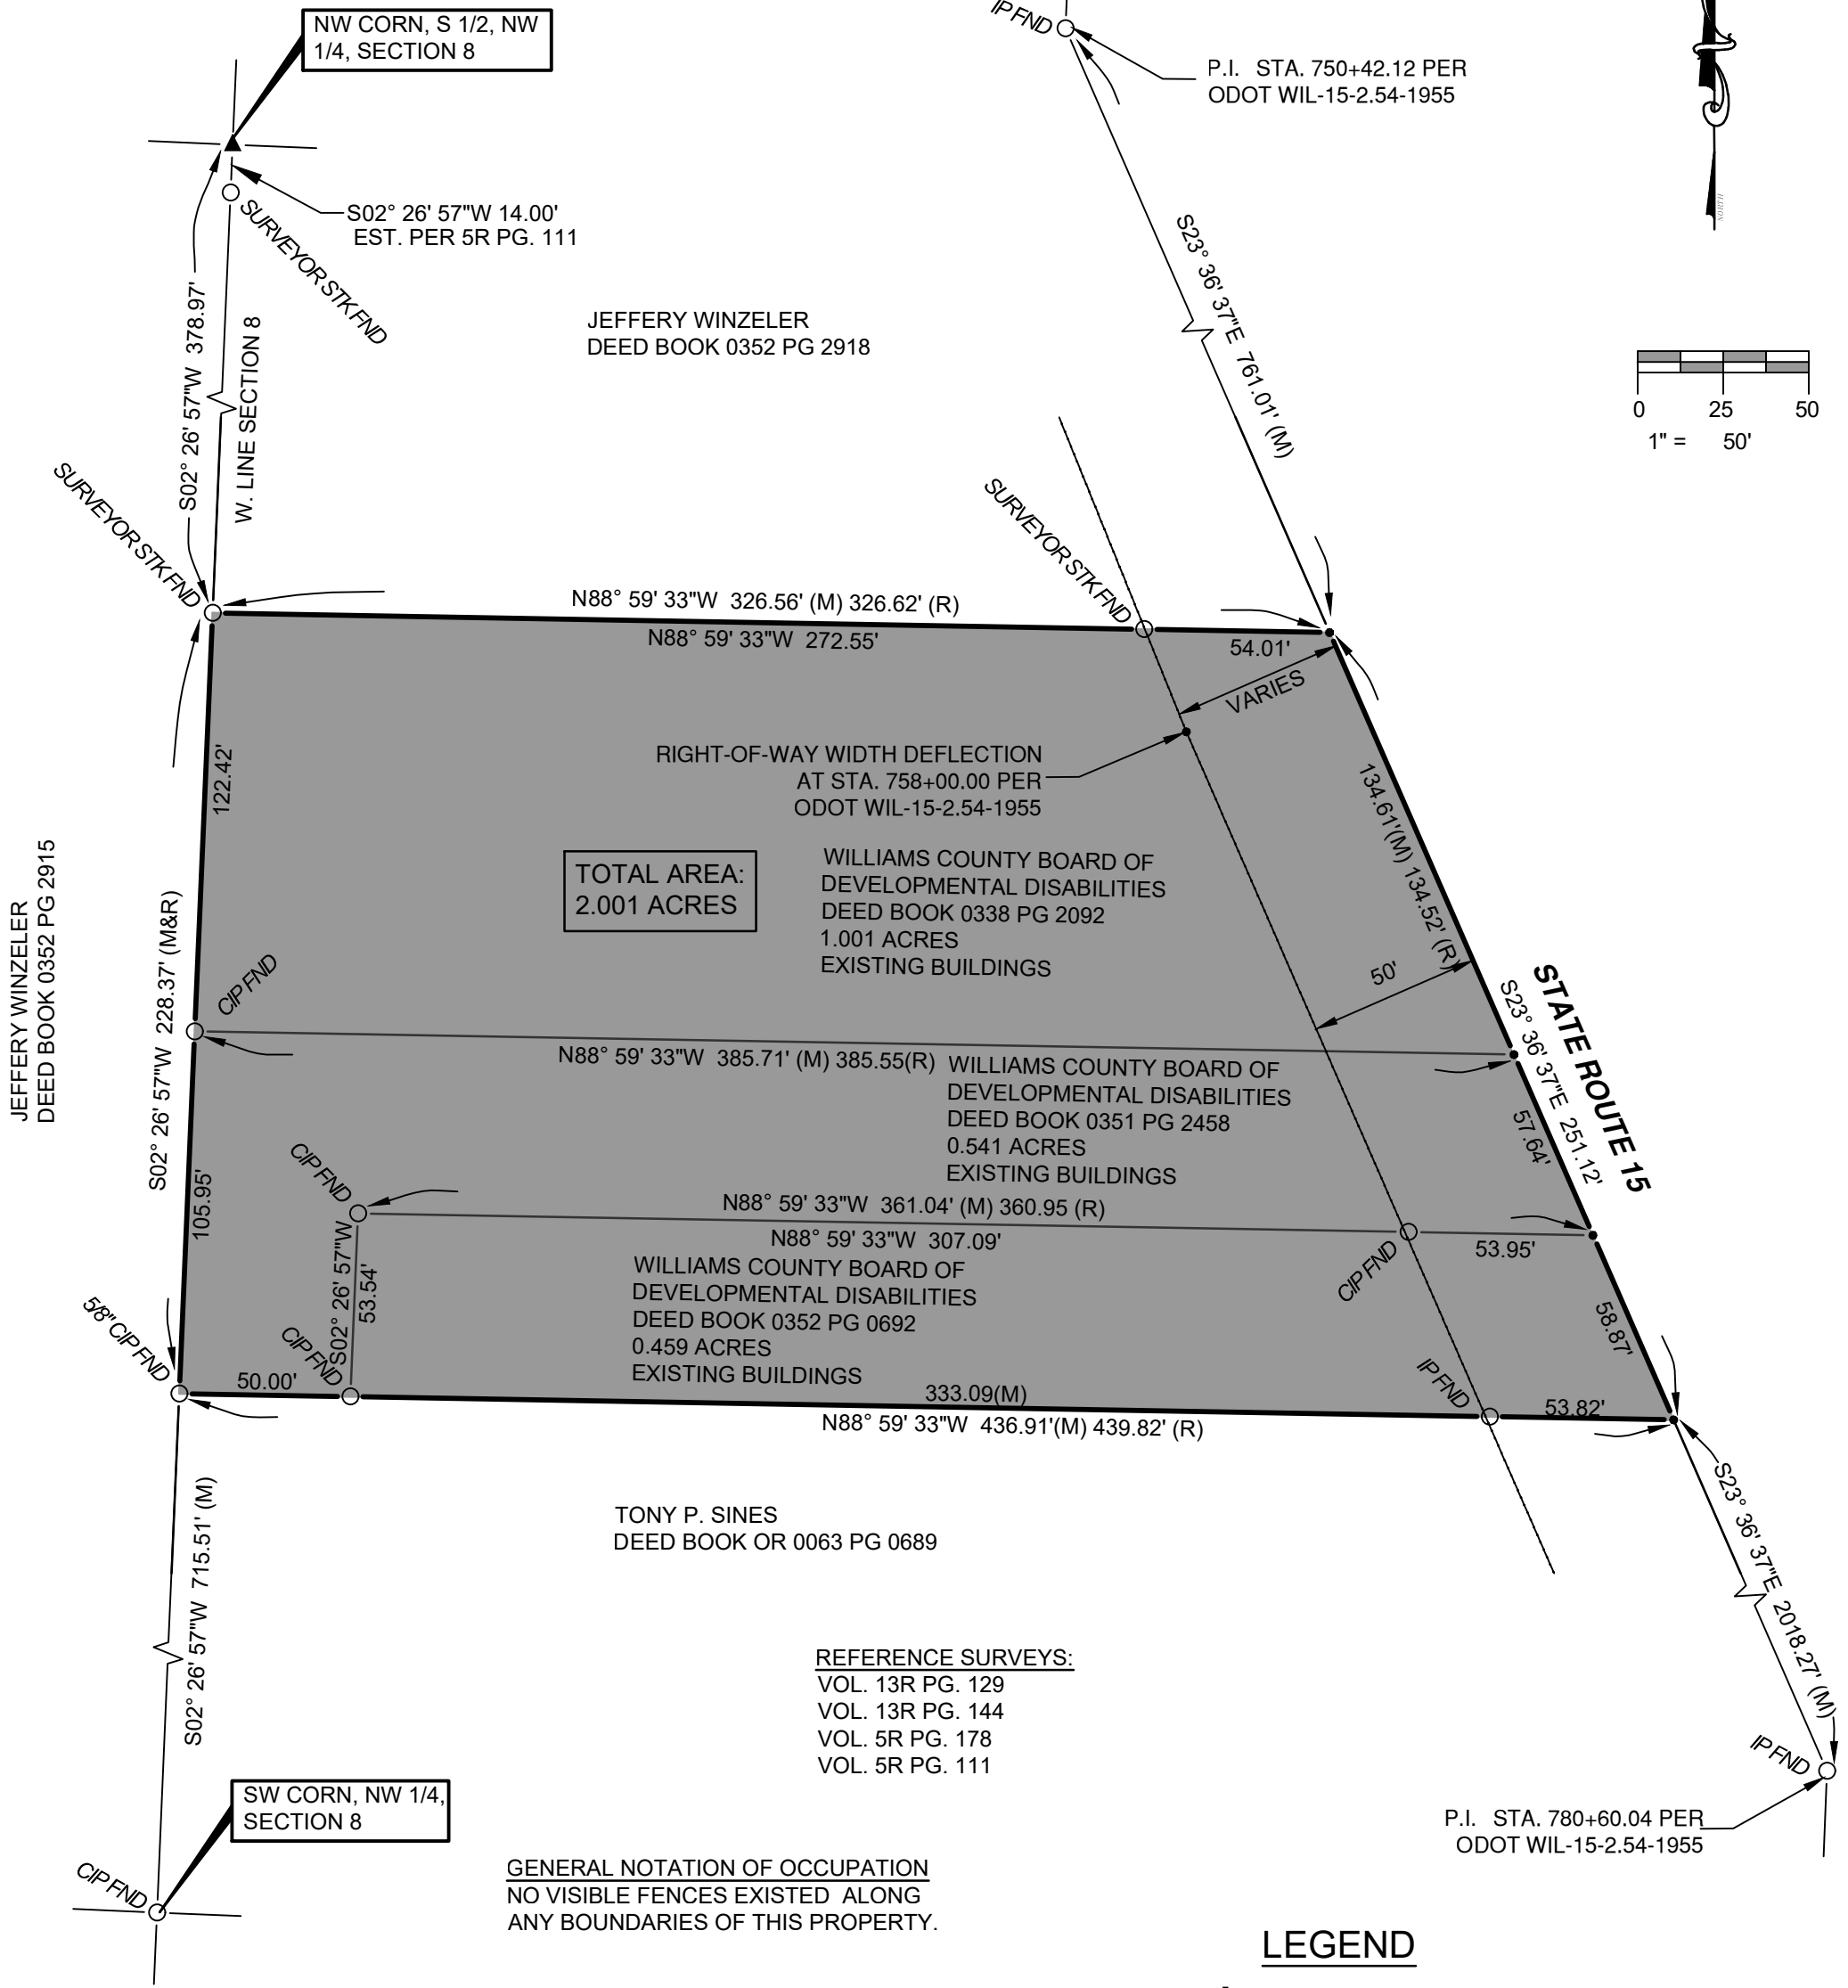 NW CORN, S 1/2, NW
1/4, SECTION 8
IP FND
P.I. STA. 750+42.12 PER
ODOT WIL-15-2.54-1955
NORTH
S02° 26' 57"W 14.00'
EST. PER 5R PG. 111
SURVEYOR STK FND
S02° 26' 57"W 378.97'
W. LINE SECTION 8
JEFFERY WINZELER
DEED BOOK 0352 PG 2918
S23° 36' 37"E 761.01' (M)
0 25 50
1" = 50'
SURVEYOR STK FND
SURVEYOR STK FND
N88° 59' 33"W 326.56' (M) 326.62' (R)
N88° 59' 33"W 272.55'
54.01'
VARIES
122.42'
RIGHT-OF-WAY WIDTH DEFLECTION
AT STA. 758+00.00 PER
ODOT WIL-15-2.54-1955
134.61'(M) 134.52' (R)
TOTAL AREA:
2.001 ACRES
WILLIAMS COUNTY BOARD OF
DEVELOPMENTAL DISABILITIES
DEED BOOK 0338 PG 2092
1.001 ACRES
EXISTING BUILDINGS
JEFFERY WINZELER
DEED BOOK 0352 PG 2915
S02° 26' 57"W 228.37' (M&R)
CIP FND
50'
STATE ROUTE 15
S23° 36' 37"E 251.12'
N88° 59' 33"W 385.71' (M) 385.55(R)
WILLIAMS COUNTY BOARD OF
DEVELOPMENTAL DISABILITIES
DEED BOOK 0351 PG 2458
0.541 ACRES
EXISTING BUILDINGS
57.64'
105.95'
CIP FND
N88° 59' 33"W 361.04' (M) 360.95 (R)
N88° 59' 33"W 307.09'
53.95'
CIP FND
S02° 26' 57"W
53.54'
WILLIAMS COUNTY BOARD OF
DEVELOPMENTAL DISABILITIES
DEED BOOK 0352 PG 0692
0.459 ACRES
EXISTING BUILDINGS
58.87'
5/8" CIP FND
CIP FND
IP FND
50.00'
333.09(M)
53.82'
N88° 59' 33"W 436.91'(M) 439.82' (R)
S02° 26' 57"W 715.51' (M)
TONY P. SINES
DEED BOOK OR 0063 PG 0689
S23° 36' 37"E 2018.27' (M)
REFERENCE SURVEYS:
VOL. 13R PG. 129
VOL. 13R PG. 144
VOL. 5R PG. 178
VOL. 5R PG. 111
IP FND
SW CORN, NW 1/4,
SECTION 8
P.I. STA. 780+60.04 PER
ODOT WIL-15-2.54-1955
CIP FND
GENERAL NOTATION OF OCCUPATION
NO VISIBLE FENCES EXISTED ALONG
ANY BOUNDARIES OF THIS PROPERTY.
LEGEND